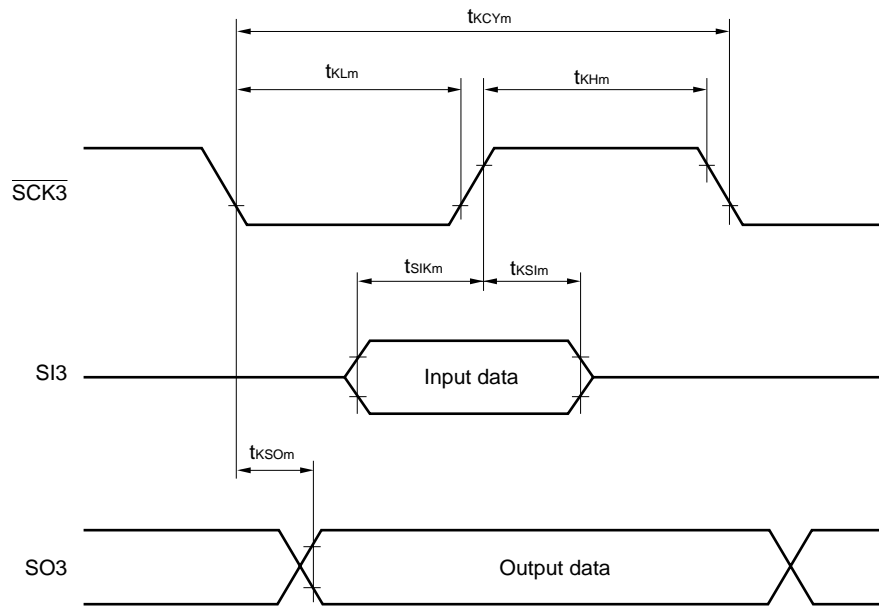 tKCYm
tKLm
tKHm
SCK3
tSIKm
tKSIm
SI3
Input data
tKSOm
SO3
Output data